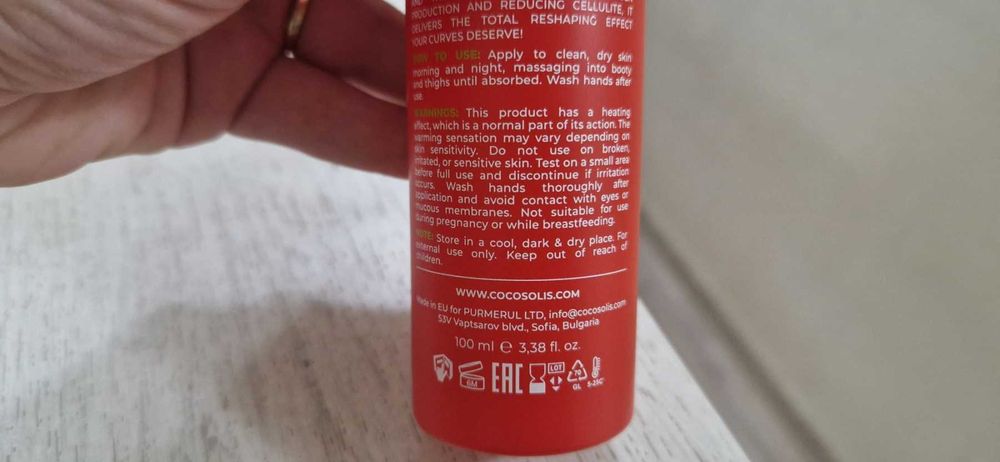 PRODUCTION AND REDUCING CELLULITE, IT
DELIVERS THE TOTAL RESHAPING EFFECT
YOUR CURVES DESERVE!
HOW TO USE: Apply to clean, dry skin
morning and night, massaging into booty
and thighs until absorbed. Wash hands after
use.
WARNINGS: This product has a heating
effect, which is a normal part of its action. The
warming sensation may vary depending on
skin sensitivity. Do not use on broken,
irritated, or sensitive skin. Test on a small area
before full use and discontinue if irritation
occurs. Wash hands thoroughly after
application and avoid contact with eyes or
mucous membranes. Not suitable for use
during pregnancy or while breastfeeding.
NOTE: Store in a cool, dark & dry place. For
external use only. Keep out of reach of
children.
WWW.COCOSOLIS.COM
Made in EU for PURMERUL LTD, info@cocosolis.com
53V Vaptsarov blvd., Sofia, Bulgaria
100 ml e 3,38 fl. oz.
6M EAC LOT 70 GL 5-25C°